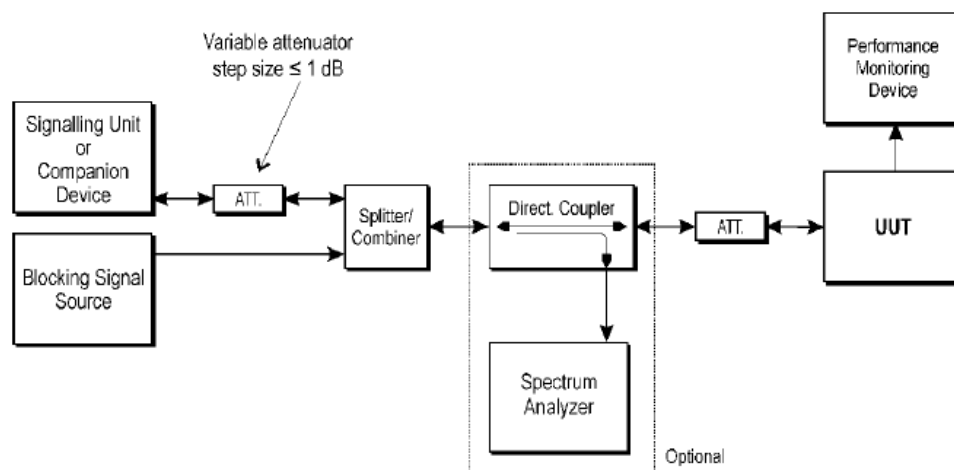 Variable attenuator
step size ≤ 1 dB
Performance
Monitoring
Device
Signalling Unit
or
Companion
Device
ATT.
Splitter/
Combiner
Direct. Coupler
ATT.
UUT
Blocking Signal
Source
Spectrum
Analyzer
Optional